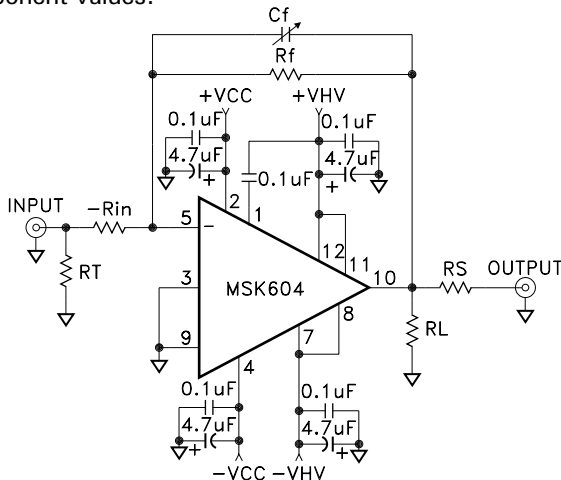 ponent values.
Cf
Rf
+VCC
+VHV
0.1uF
0.1uF
4.7uF
4.7uF
+
+
0.1uF
INPUT
-Rin
5
-
2
1
12
11
RT
3
MSK604
10
RS
OUTPUT
9
7
8
RL
4
0.1uF
0.1uF
4.7uF
4.7uF
+
+
-VCC
-VHV